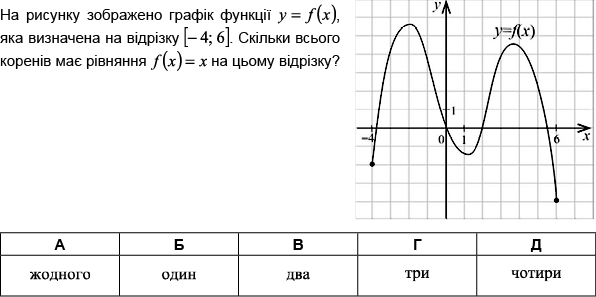 На рисунку зображено графік функції y = f(x),
яка визначена на відрізку [– 4; 6]. Скільки всього
коренів має рівняння f(x) = x на цьому відрізку?
y
y=f(x)
1
–4 0 1 6 x
А Б В Г Д
жодного один два три чотири